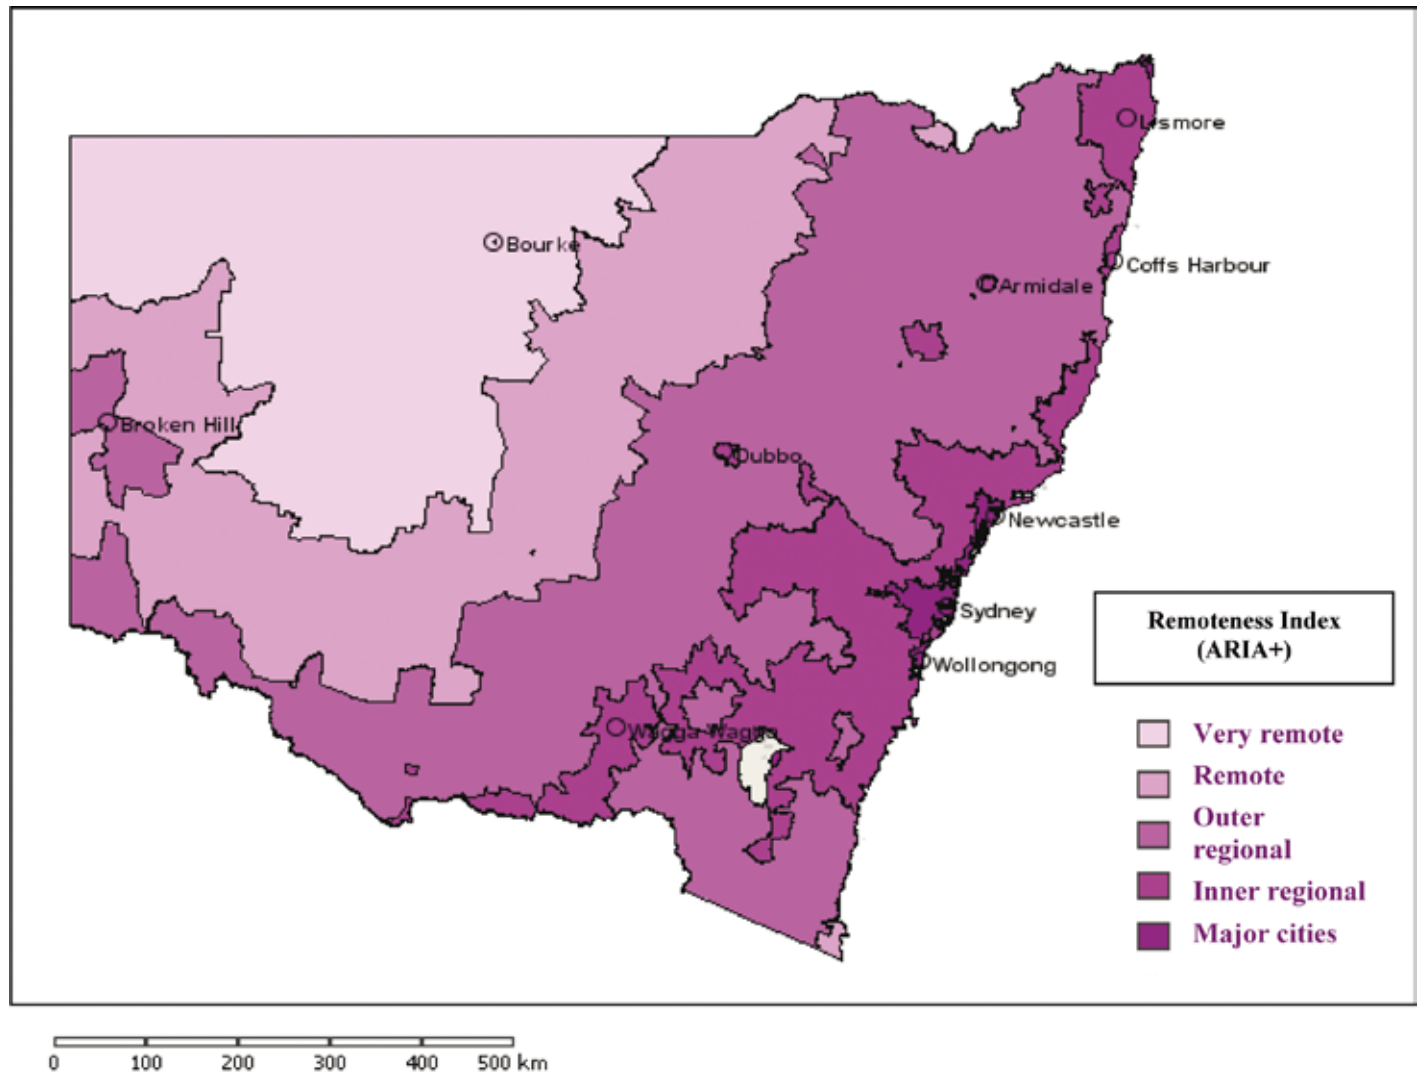 Lismore
Bourke
Coffs Harbour
Armidale
Broken Hill
Dubbo
Newcastle
Sydney
Wollongong
Wagga Wagga
Remoteness Index
(ARIA+)
Very remote
Remote
Outer
regional
Inner regional
Major cities
0 100 200 300 400 500 km